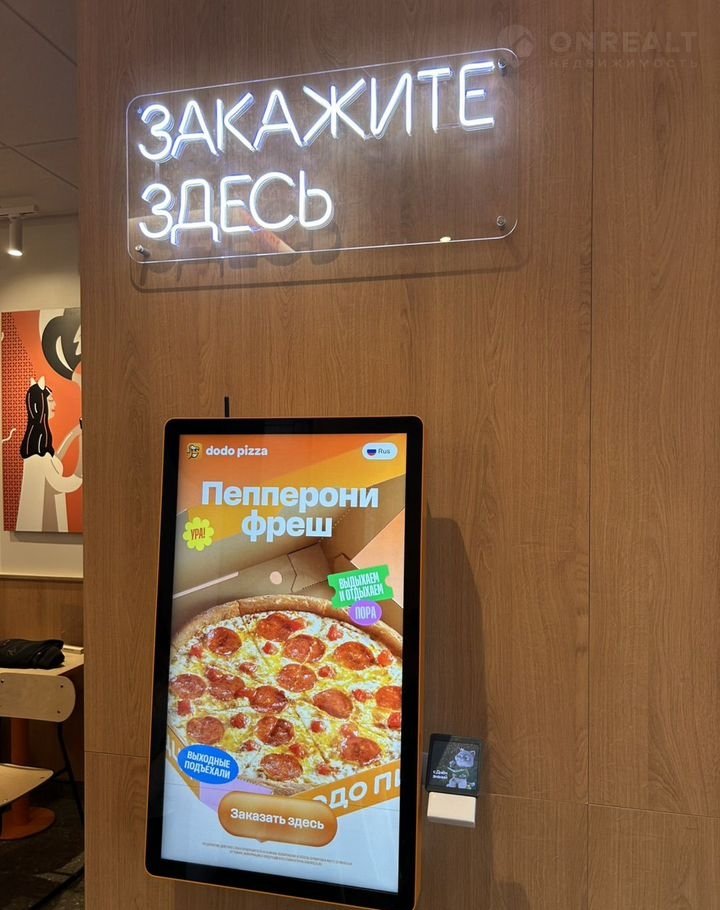 ONREALT
НЕДВИЖИМОСТЬ
ЗАКАЖИТЕ
ЗДЕСЬ
dodo pizza
Rus
Пепперони
фреш
УРА!
ВЫДЫХАЕМ
И ОТДЫХАЕМ
ПОРА
ВЫХОДНЫЕ
ПОДЪЕХАЛИ
Заказать здесь